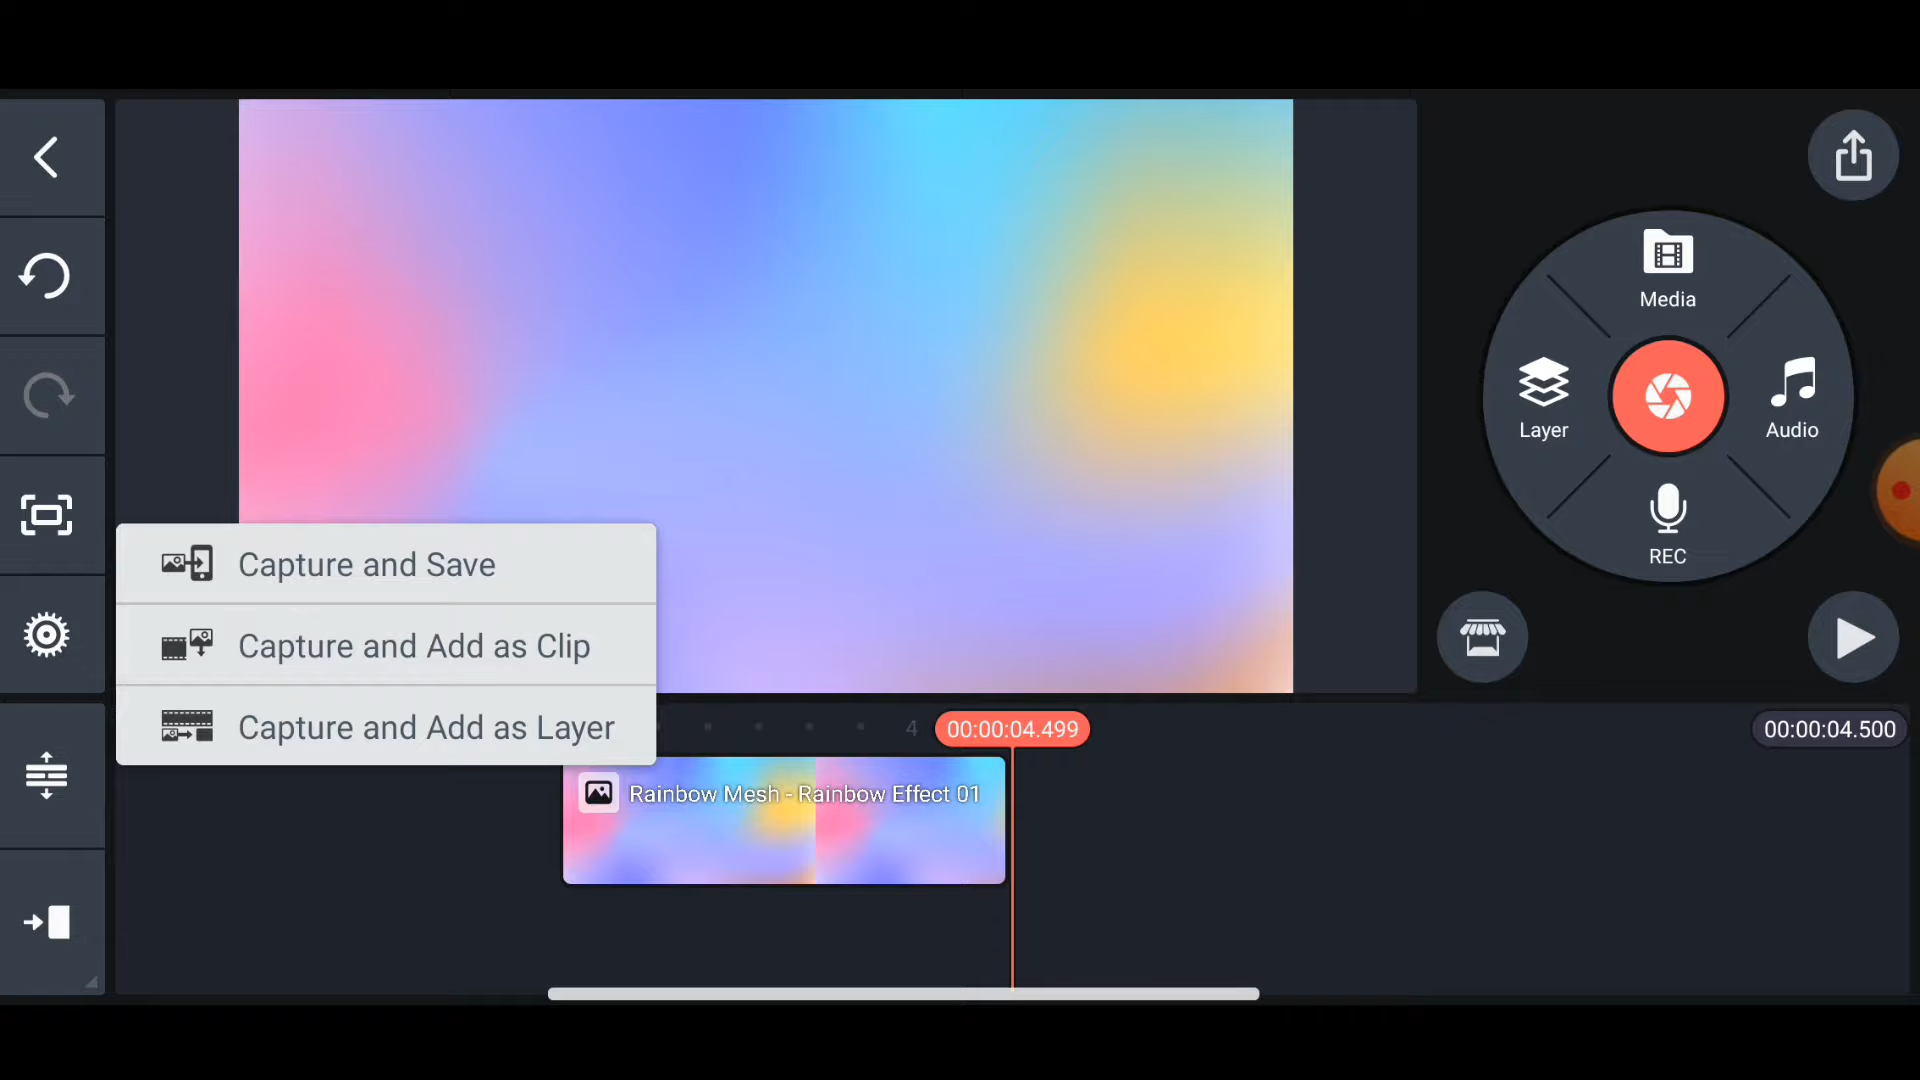 Media
Layer
Audio
REC
Capture and Save
Capture and Add as Clip
Capture and Add as Layer
4
00:00:04.499
00:00:04.500
Rainbow Mesh - Rainbow Effect 01